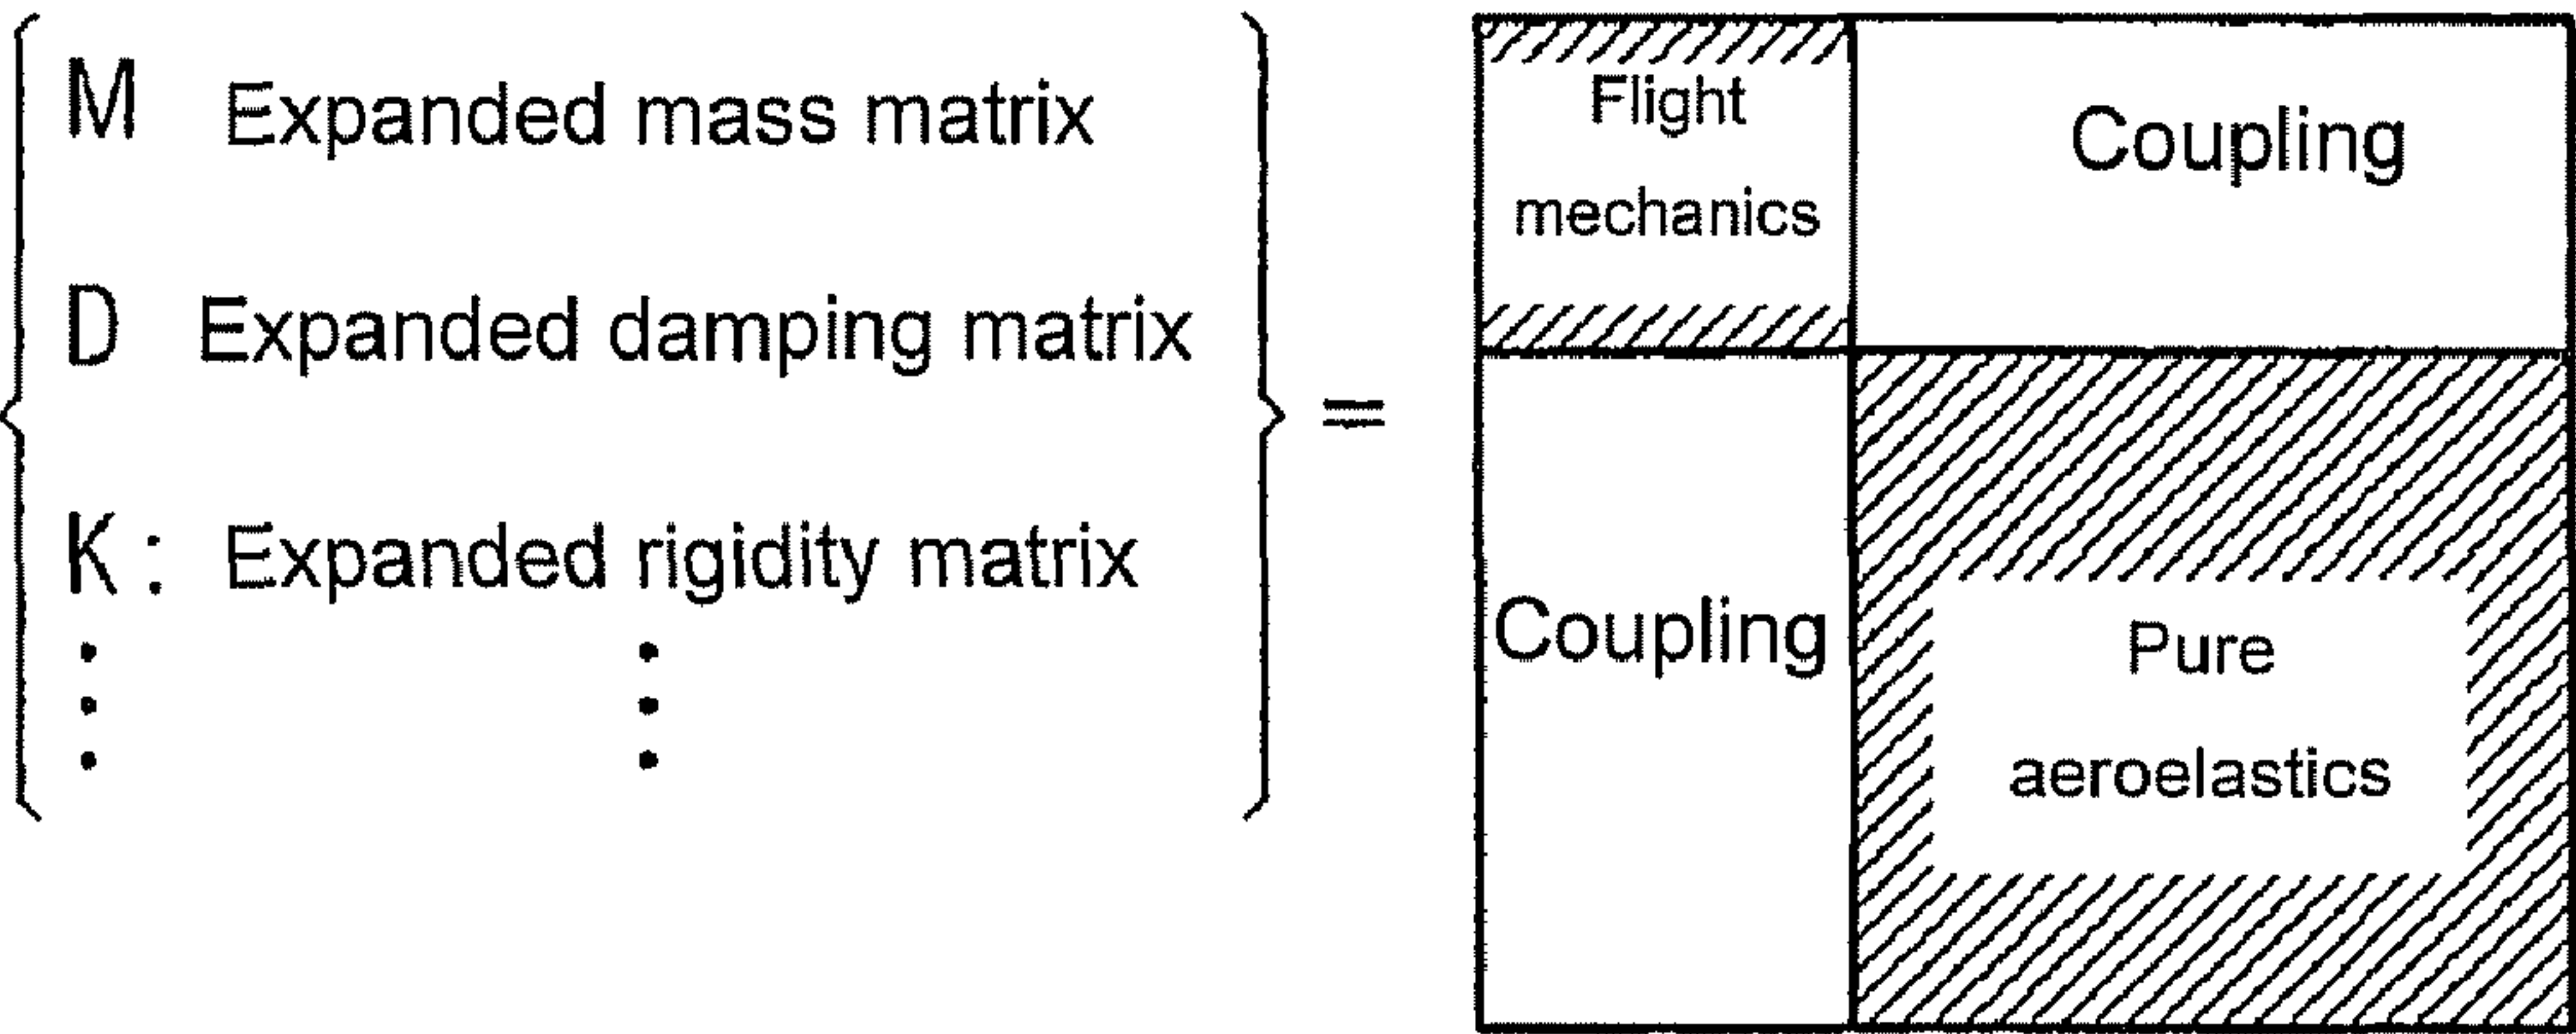 M Expanded mass matrix
D Expanded damping matrix
K: Expanded rigidity matrix
=
Flight
mechanics
Coupling
Coupling
Pure
aeroelastics